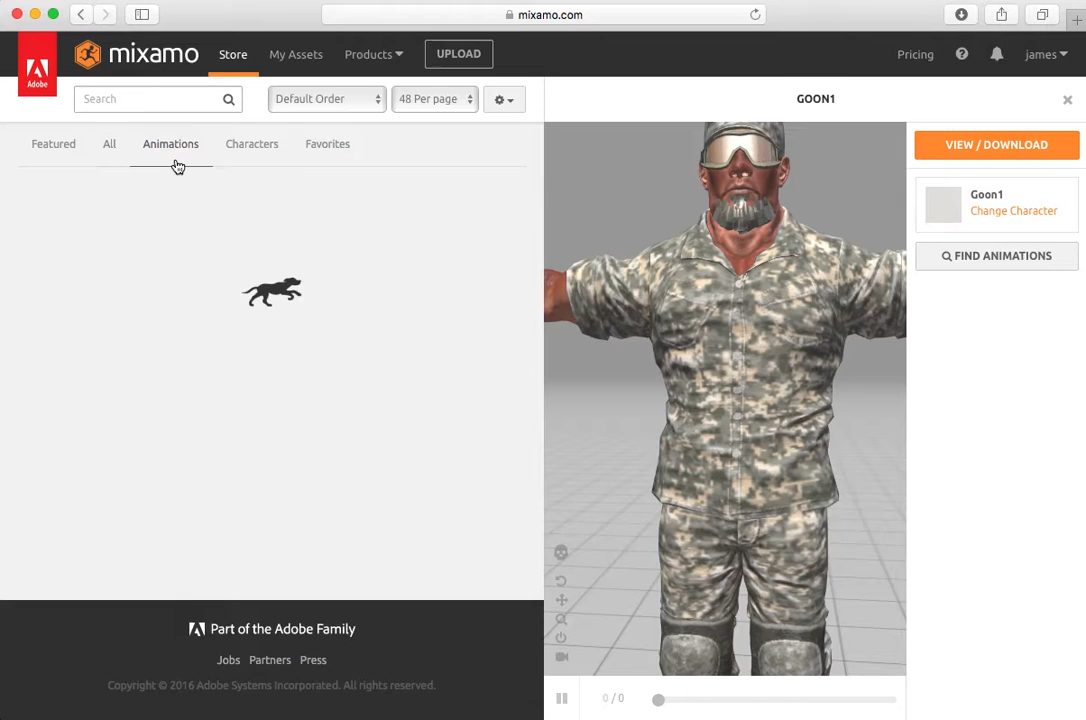 mixamo.com
Adobe
mixamo
Store
My Assets
Products
UPLOAD
Pricing
james
Search
Default Order
48 Per page
GOON1
Featured
All
Animations
Characters
Favorites
VIEW / DOWNLOAD
Goon1
Change Character
FIND ANIMATIONS
Part of the Adobe Family
Jobs
Partners
Press
Copyright © 2016 Adobe Systems Incorporated. All rights reserved.
0 / 0